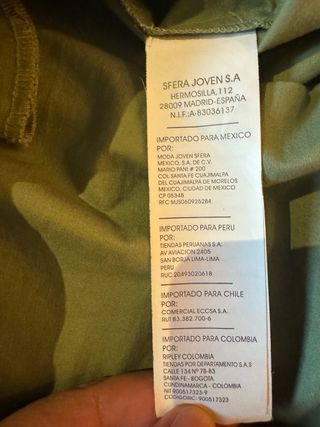 SFERA JOVEN S.A
HERMOSILLA, 112
28009 MADRID-ESPAÑA
N.I.F.:A-83036137
IMPORTADO PARA MEXICO
POR:
MODA JOVEN SFERA
MEXICO, S.A. DE C.V.
MARIO PANI # 200
COL SANTA FE CUAJIMALPA
DEL CUAJIMALPA DE MORELOS
MEXICO, CIUDAD DE MEXICO
CP 05348
RFC MJS060925284
IMPORTADO PARA PERU
POR:
TIENDAS PERUANAS S.A.
AV AVIACION 2405
SAN BORJA LIMA-LIMA
PERU
RUC 20493020618
IMPORTADO PARA CHILE
POR:
COMERCIAL ECCSA S.A.
RUT 83.382.700-6
IMPORTADO PARA COLOMBIA
POR:
RIPLEY COLOMBIA
TIENDAS POR DEPARTAMENTO S.A.S
CALLE 134 Nº 78-83
SANTA FE - BOGOTA
CUNDINAMARCA - COLOMBIA
NIT 900517323-9
CODIGORIC: 900517323